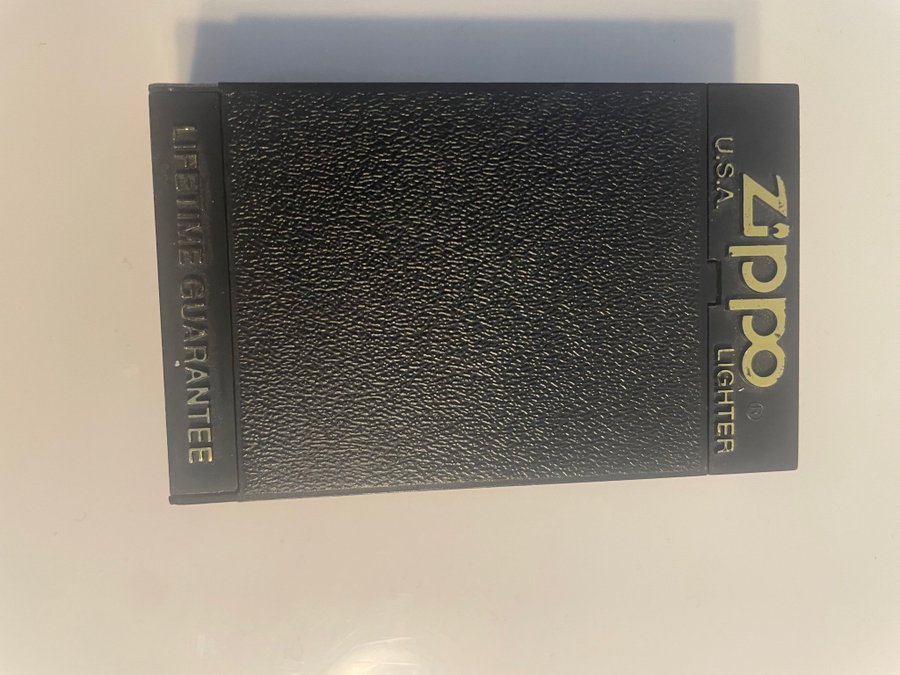 Zippo ®
U.S.A. LIGHTER
LIFETIME GUARANTEE